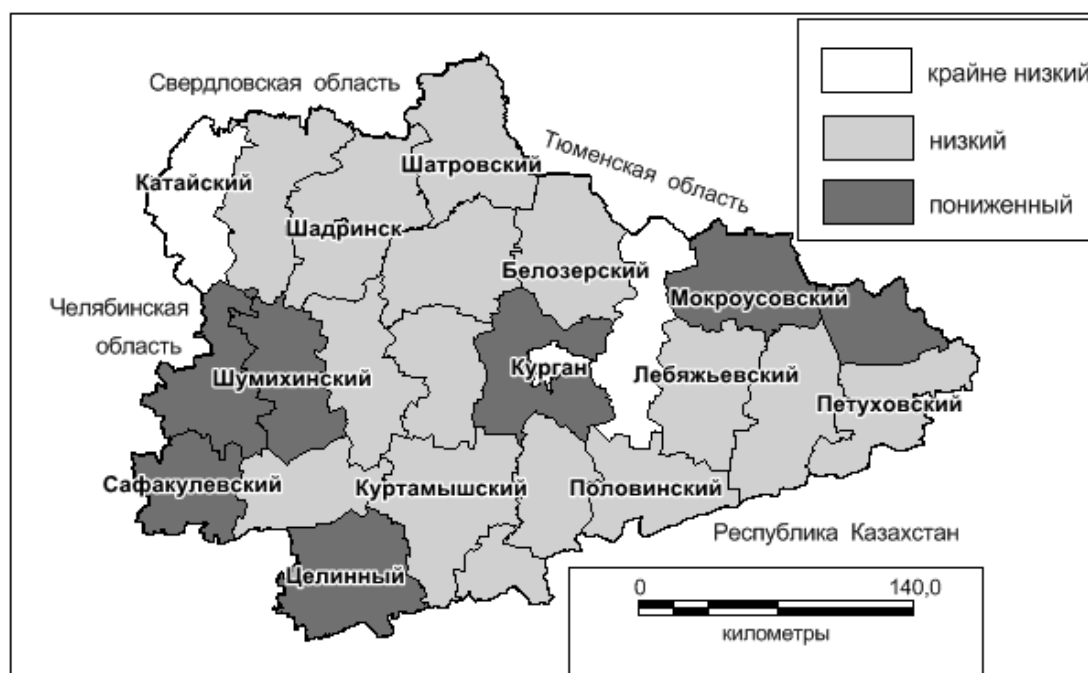 Свердловская область
крайне низкий
низкий
пониженный
Тюменская область
Шатровский
Катайский
Шадринск
Белозерский
Мокроусовский
Челябинская
область
Шумихинский
Курган
Лебяжьевский
Петуховский
Сафакулевский
Куртамышский
Половинский
Республика Казахстан
Целинный
0 140,0
километры